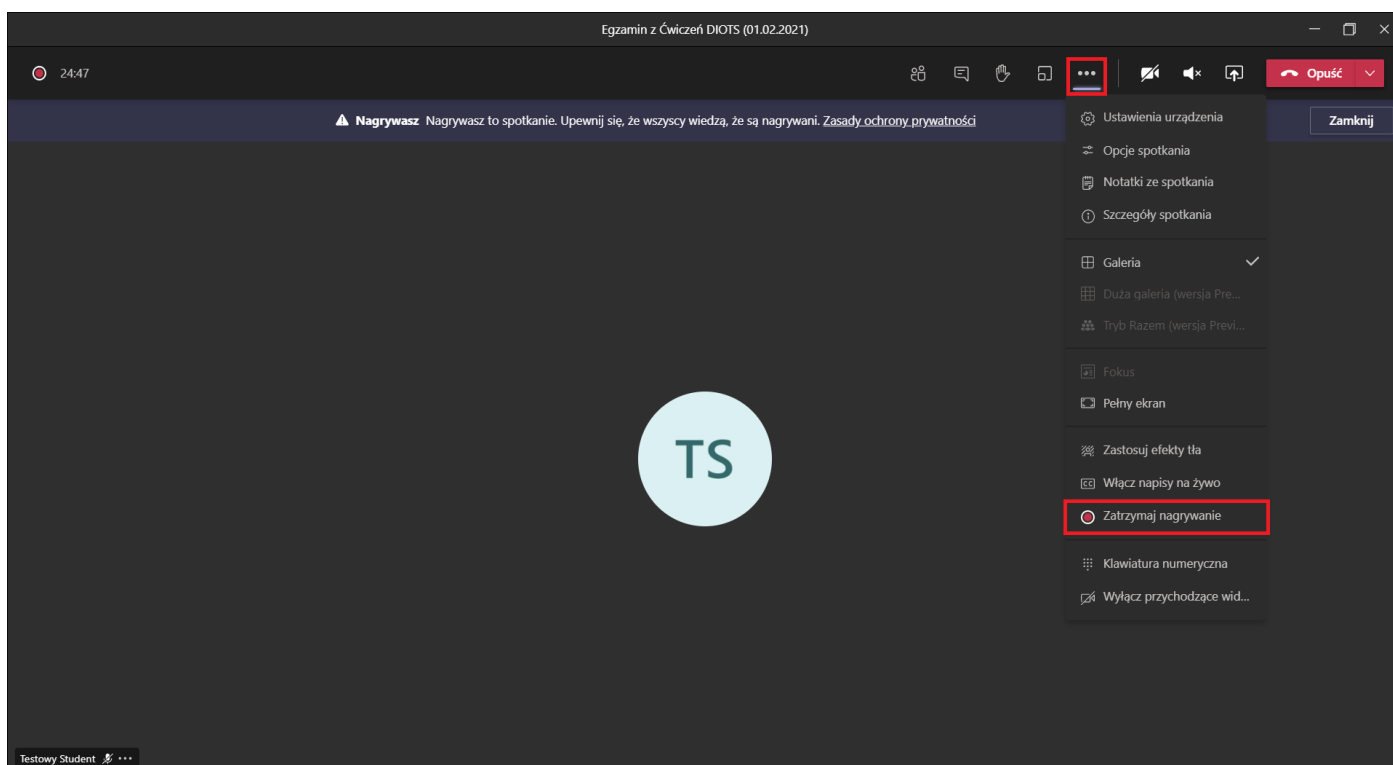 Egzamin z Ćwiczeń DIOTS (01.02.2021)
24:47
Opuść
Nagrywasz Nagrywasz to spotkanie. Upewnij się, że wszyscy wiedzą, że są nagrywani. Zasady ochrony prywatności
Zamknij
Ustawienia urządzenia
Opcje spotkania
Notatki ze spotkania
Szczegóły spotkania
Galeria
Duża galeria (wersja Pre...
Tryb Razem (wersja Previ...
Fokus
Pełny ekran
TS
Zastosuj efekty tła
CC Włącz napisy na żywo
Zatrzymaj nagrywanie
Klawiatura numeryczna
Wyłącz przychodzące wid...
Testowy Student